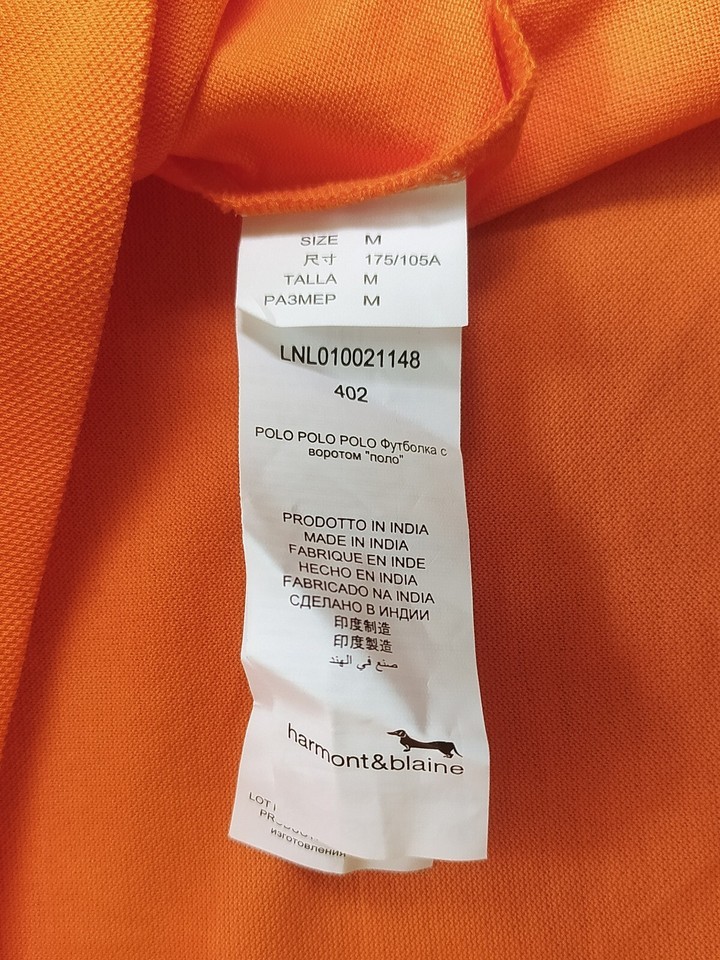 SIZE M
尺寸 175/105A
TALLA M
РАЗМЕР M
LNL010021148
402
POLO POLO POLO Футболка с
воротом "поло"
PRODOTTO IN INDIA
MADE IN INDIA
FABRIQUE EN INDE
HECHO EN INDIA
FABRICADO NA INDIA
СДЕЛАНО В ИНДИИ
印度制造
印度製造
صنع في الهند
harmont&blaine
LOT
изготовления